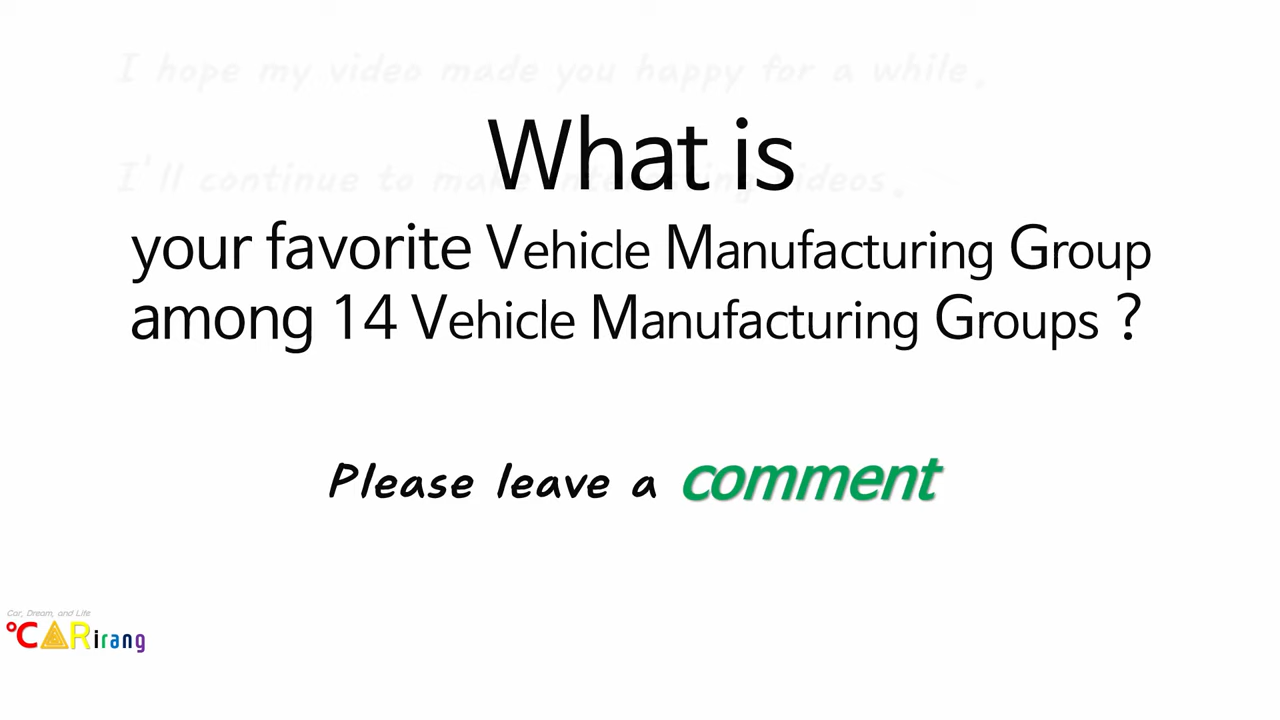 I hope my video made you happy for a while.
What is
I'll continue to make interesting videos.
your favorite Vehicle Manufacturing Group
among 14 Vehicle Manufacturing Groups ?
Please leave a comment
Car, Dream, and Life
°CARirang